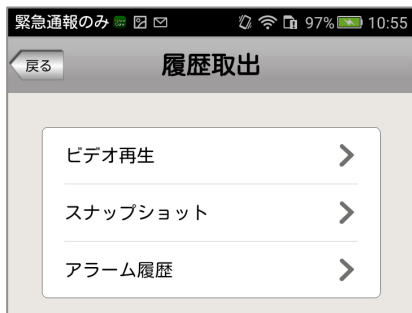 緊急通報のみ 97% 10:55
戻る 履歴取出
ビデオ再生
スナップショット
アラーム履歴